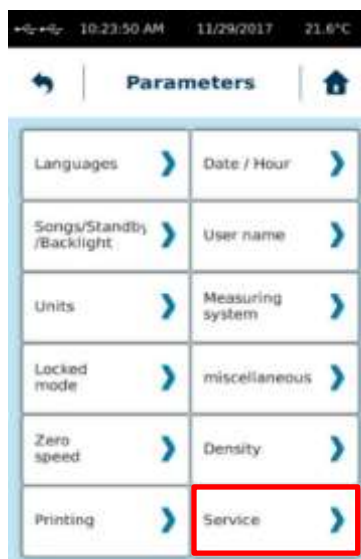 10:23:50 AM 11/29/2017 21.6°C
Parameters
Languages
Date / Hour
Songs/Standby
/Backlight
User name
Units
Measuring
system
Locked
mode
miscellaneous
Zero
speed
Density
Printing
Service